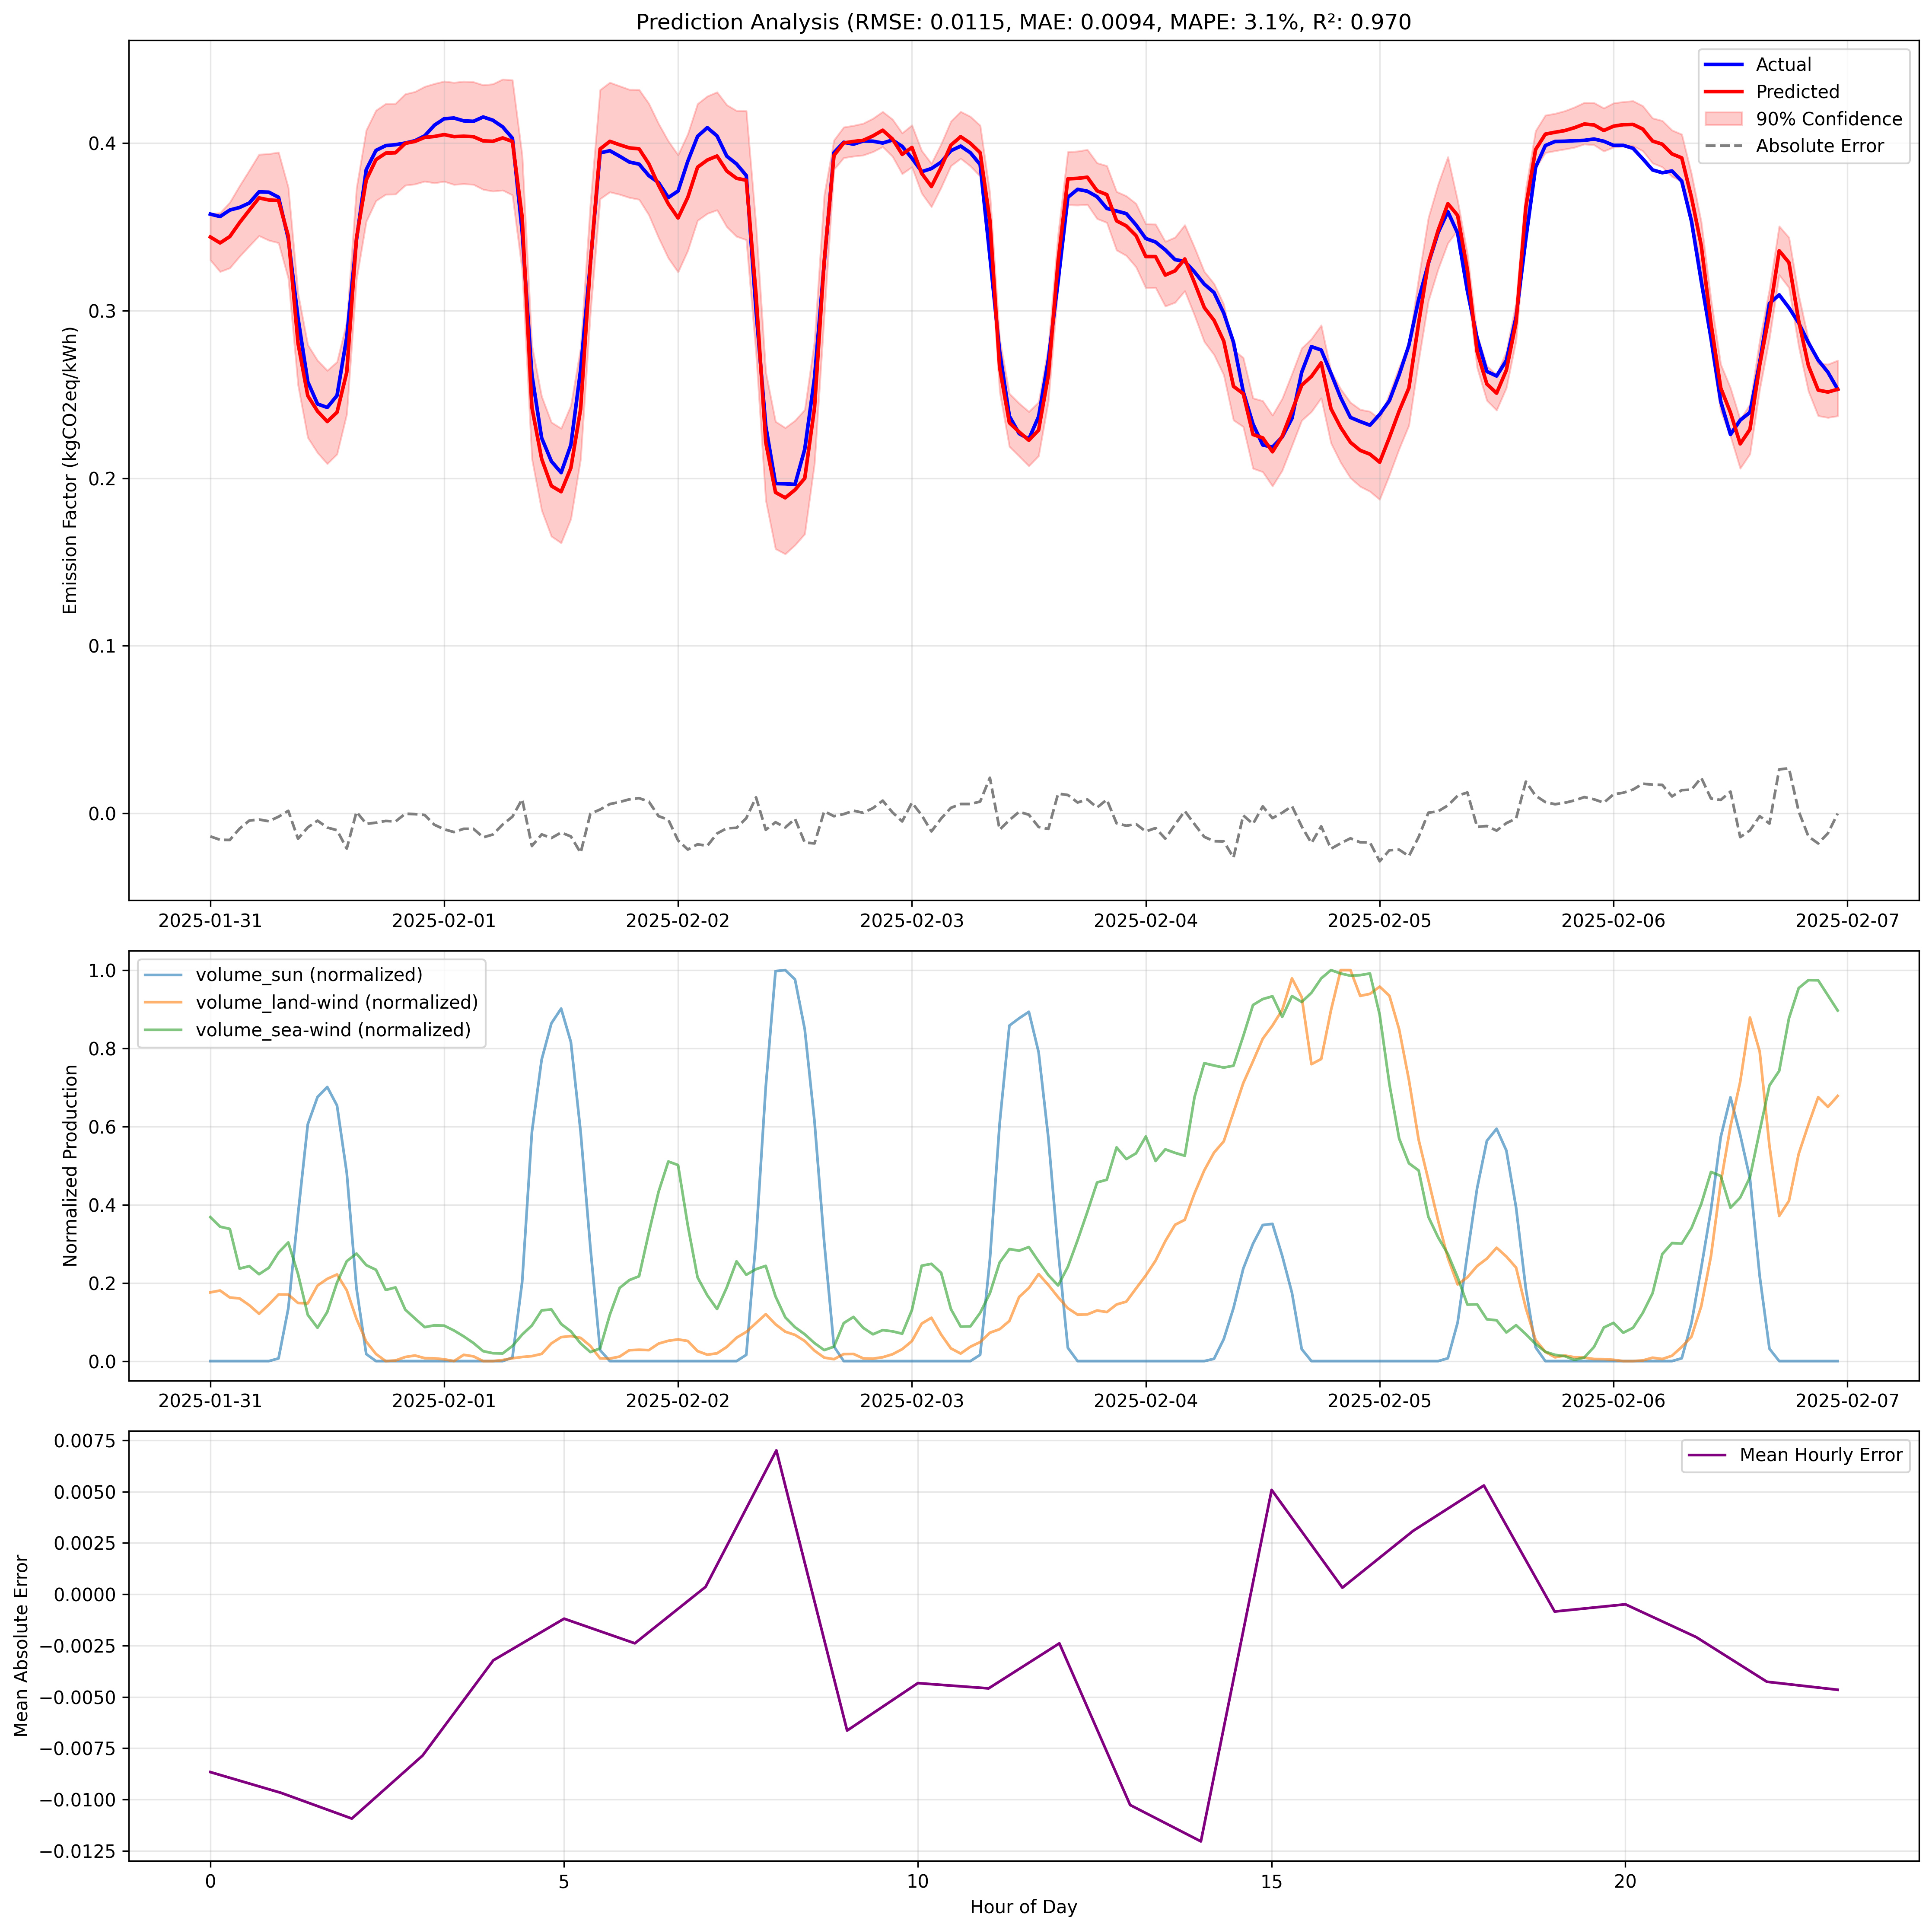 Prediction Analysis (RMSE: 0.0115, MAE: 0.0094, MAPE: 3.1%, R²: 0.970
Actual
Predicted
90% Confidence
Absolute Error
Emission Factor (kgCO2eq/kWh)
0.4
0.3
0.2
0.1
0.0
2025-01-31 2025-02-01 2025-02-02 2025-02-03 2025-02-04 2025-02-05 2025-02-06 2025-02-07
volume_sun (normalized)
volume_land-wind (normalized)
volume_sea-wind (normalized)
Normalized Production
1.0
0.8
0.6
0.4
0.2
0.0
2025-01-31 2025-02-01 2025-02-02 2025-02-03 2025-02-04 2025-02-05 2025-02-06 2025-02-07
Mean Hourly Error
Mean Absolute Error
0.0075
0.0050
0.0025
0.0000
−0.0025
−0.0050
−0.0075
−0.0100
−0.0125
0 5 10 15 20
Hour of Day